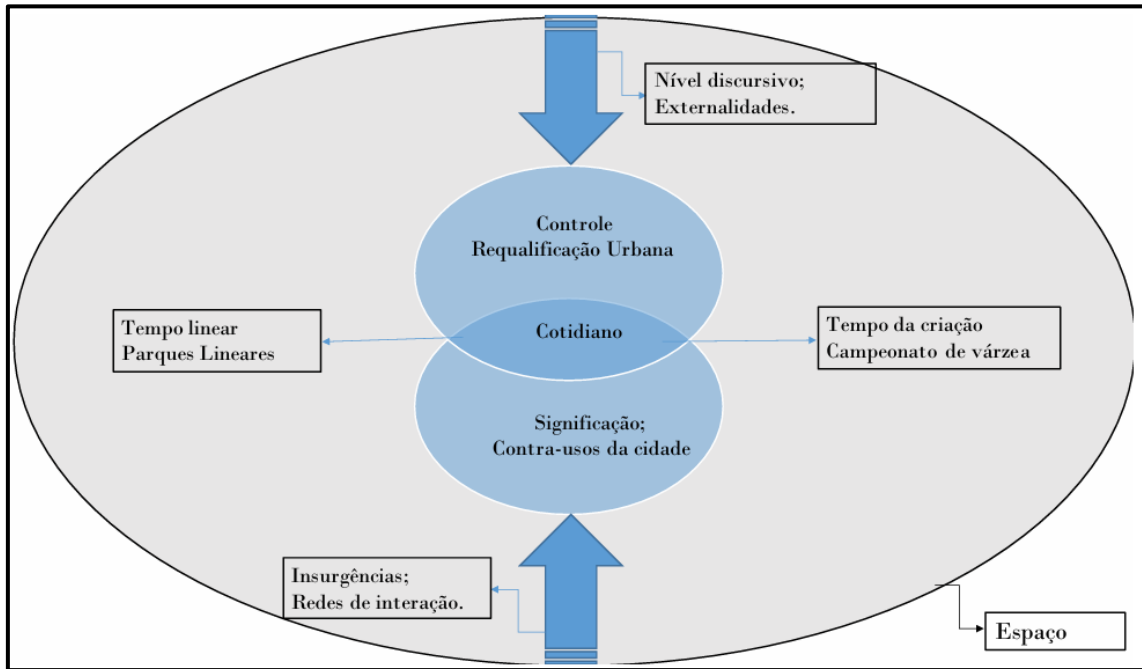 Nível discursivo;
Externalidades.
Controle
Requalificação Urbana
Tempo linear
Parques Lineares
Cotidiano
Tempo da criação
Campeonato de várzea
Significação;
Contra-usos da cidade
Insurgências;
Redes de interação.
Espaço